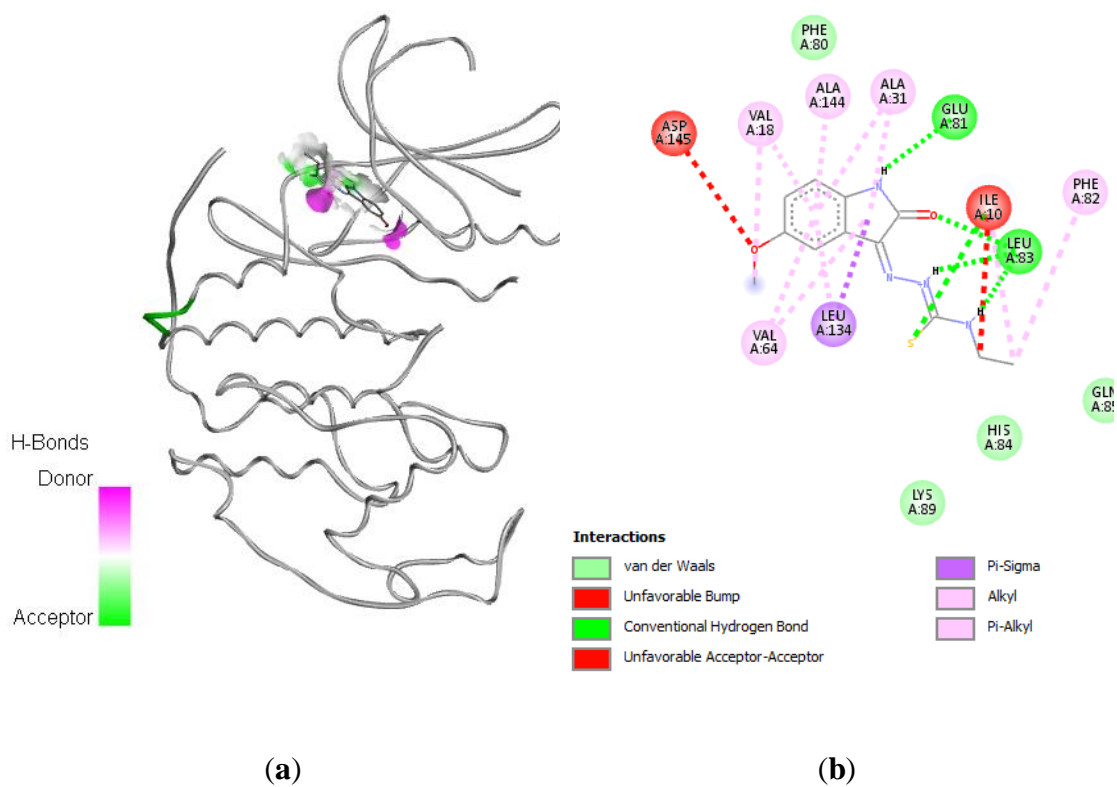 H-Bonds
Donor
Acceptor
PHE
A:80
ALA
A:144
ALA
A:31
VAL
A:18
GLU
A:81
ASP
A:145
H
N
PHE
A:82
ILE
A:10
O
O
LEU
A:83
H
N
N
H
N
LEU
A:134
VAL
A:64
S
GLN
A:85
HIS
A:84
LYS
A:89
Interactions
van der Waals
Unfavorable Bump
Conventional Hydrogen Bond
Unfavorable Acceptor-Acceptor
Pi-Sigma
Alkyl
Pi-Alkyl
(a)
(b)